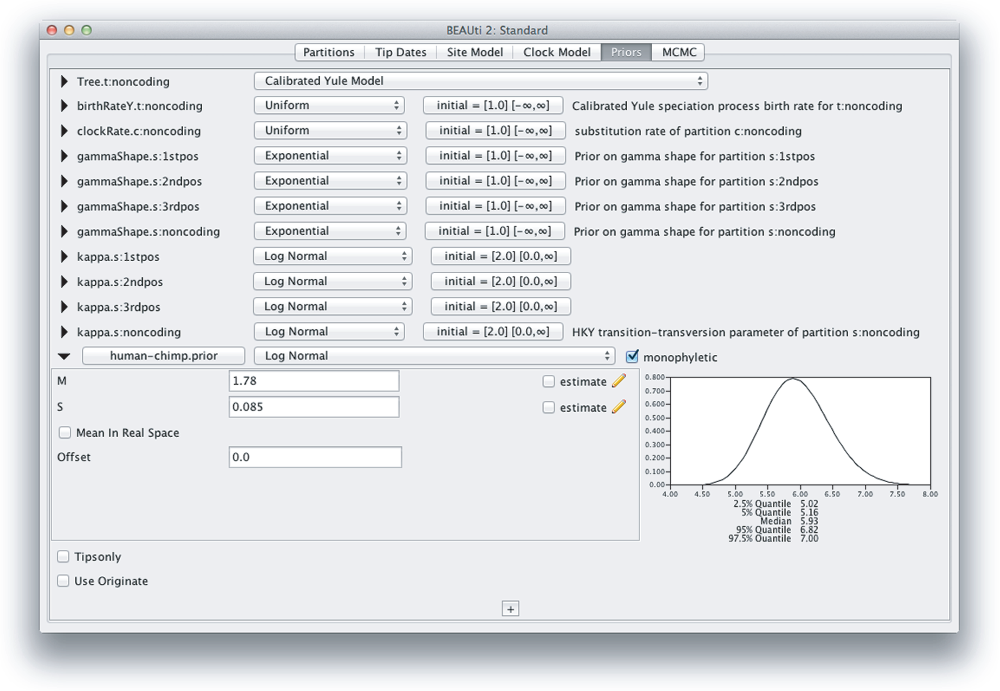 BEAUti 2: Standard
Partitions Tip Dates Site Model Clock Model Priors MCMC
Tree.t:noncoding Calibrated Yule Model
birthRateY.t:noncoding Uniform initial = [1.0] [-∞,∞] Calibrated Yule speciation process birth rate for t:noncoding
clockRate.c:noncoding Uniform initial = [1.0] [-∞,∞] substitution rate of partition c:noncoding
gammaShape.s:1stpos Exponential initial = [1.0] [-∞,∞] Prior on gamma shape for partition s:1stpos
gammaShape.s:2ndpos Exponential initial = [1.0] [-∞,∞] Prior on gamma shape for partition s:2ndpos
gammaShape.s:3rdpos Exponential initial = [1.0] [-∞,∞] Prior on gamma shape for partition s:3rdpos
gammaShape.s:noncoding Exponential initial = [1.0] [-∞,∞] Prior on gamma shape for partition s:noncoding
kappa.s:1stpos Log Normal initial = [2.0] [0.0,∞]
kappa.s:2ndpos Log Normal initial = [2.0] [0.0,∞]
kappa.s:3rdpos Log Normal initial = [2.0] [0.0,∞]
kappa.s:noncoding Log Normal initial = [2.0] [0.0,∞] HKY transition-transversion parameter of partition s:noncoding
human-chimp.prior Log Normal monophyletic
M 1.78 estimate
S 0.085 estimate
Mean In Real Space
Offset 0.0
0.800
0.700
0.600
0.500
0.400
0.300
0.200
0.100
0.00
4.00 4.50 5.00 5.50 6.00 6.50 7.00 7.50 8.00
2.5% Quantile 5.02
5% Quantile 5.16
Median 5.93
95% Quantile 6.82
97.5% Quantile 7.00
Tipsonly
Use Originate
+